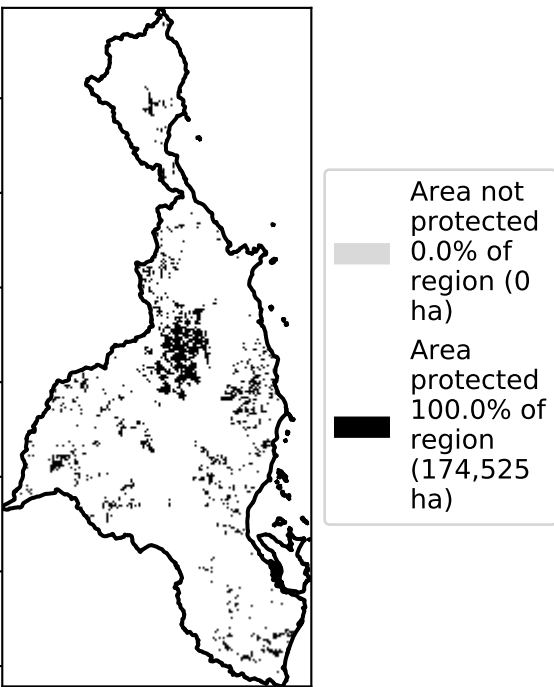 Area not
protected
0.0% of
region (0
ha)
Area
protected
100.0% of
region
(174,525
ha)